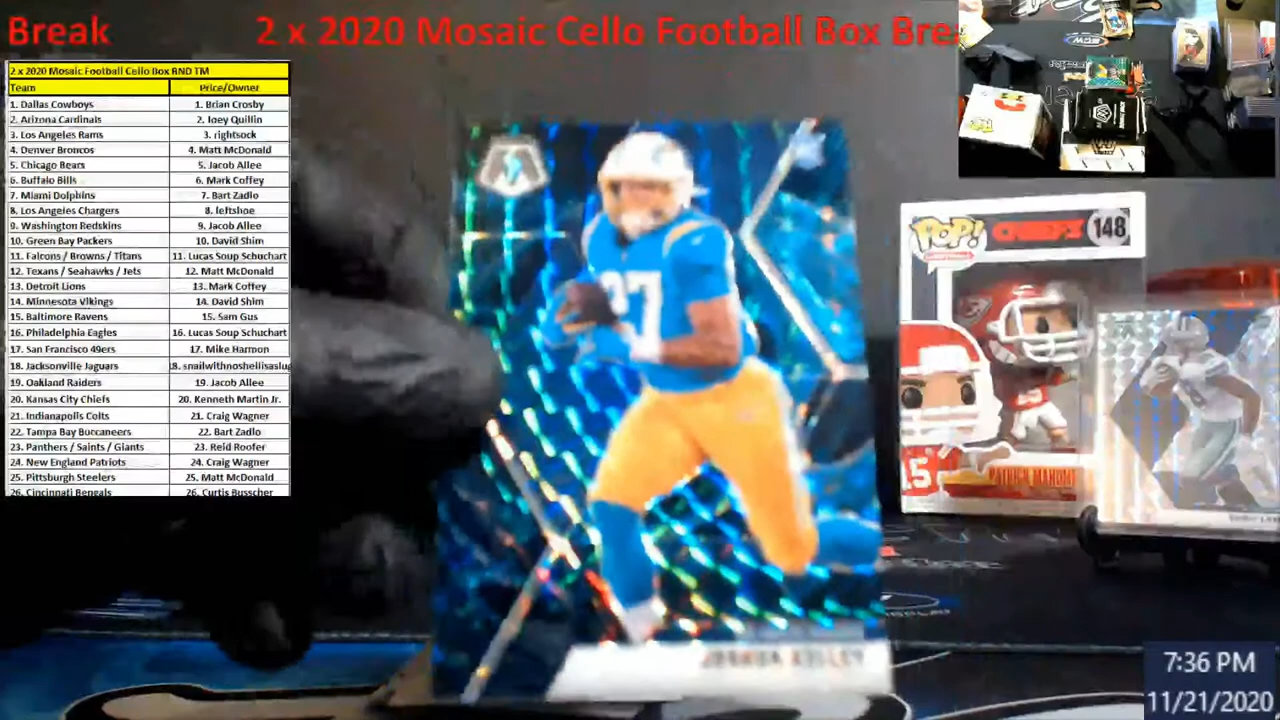 Break 2 x 2020 Mosaic Cello Football Box Brea
2 x 2020 Mosaic Football Cello Box RND TM
Team Price/Owner
1. Dallas Cowboys 1. Brian Crosby
2. Arizona Cardinals 2. Joey Quillin
3. Los Angeles Rams 3. rightsock
4. Denver Broncos 4. Matt McDonald
5. Chicago Bears 5. Jacob Allee
6. Buffalo Bills 6. Mark Coffey
7. Miami Dolphins 7. Bart Zadlo
8. Los Angeles Chargers 8. leftshoe
9. Washington Redskins 9. Jacob Allee
10. Green Bay Packers 10. David Shim
11. Falcons / Browns / Titans 11. Lucas Soup Schuchart
12. Texans / Seahawks / Jets 12. Matt McDonald
13. Detroit Lions 13. Mark Coffey
14. Minnesota Vikings 14. David Shim
15. Baltimore Ravens 15. Sam Gus
16. Philadelphia Eagles 16. Lucas Soup Schuchart
17. San Francisco 49ers 17. Mike Harmon
18. Jacksonville Jaguars 18. snailwithnoshellisaslug
19. Oakland Raiders 19. Jacob Allee
20. Kansas City Chiefs 20. Kenneth Martin Jr.
21. Indianapolis Colts 21. Craig Wagner
22. Tampa Bay Buccaneers 22. Bart Zadlo
23. Panthers / Saints / Giants 23. Reid Roofer
24. New England Patriots 24. Craig Wagner
25. Pittsburgh Steelers 25. Matt McDonald
26. Cincinnati Bengals 26. Curtis Busscher
POP!
CHIEFS
148
15
PATRICK MAHOMES
JOSHUA KELLEY
7:36 PM
11/21/2020